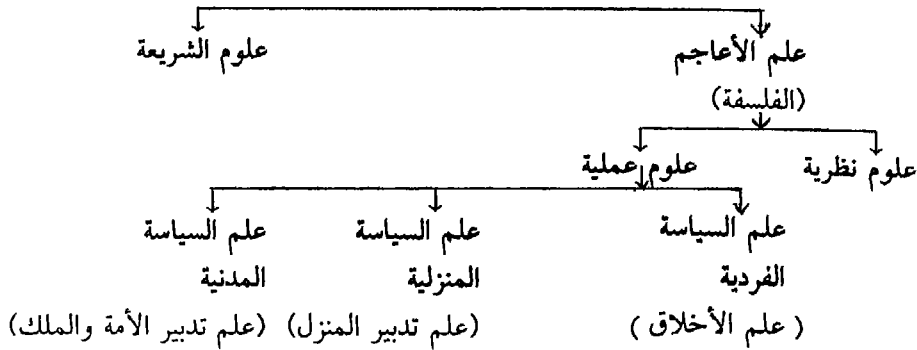 علم الأعاجم علوم الشريعة
(الفلسفة)
علوم نظرية علوم عملية
علم السياسة علم السياسة علم السياسة
الفردية المنزلية المدنية
( علم الأخلاق ) (علم تدبير المنزل) (علم تدبير الأمة والملك)